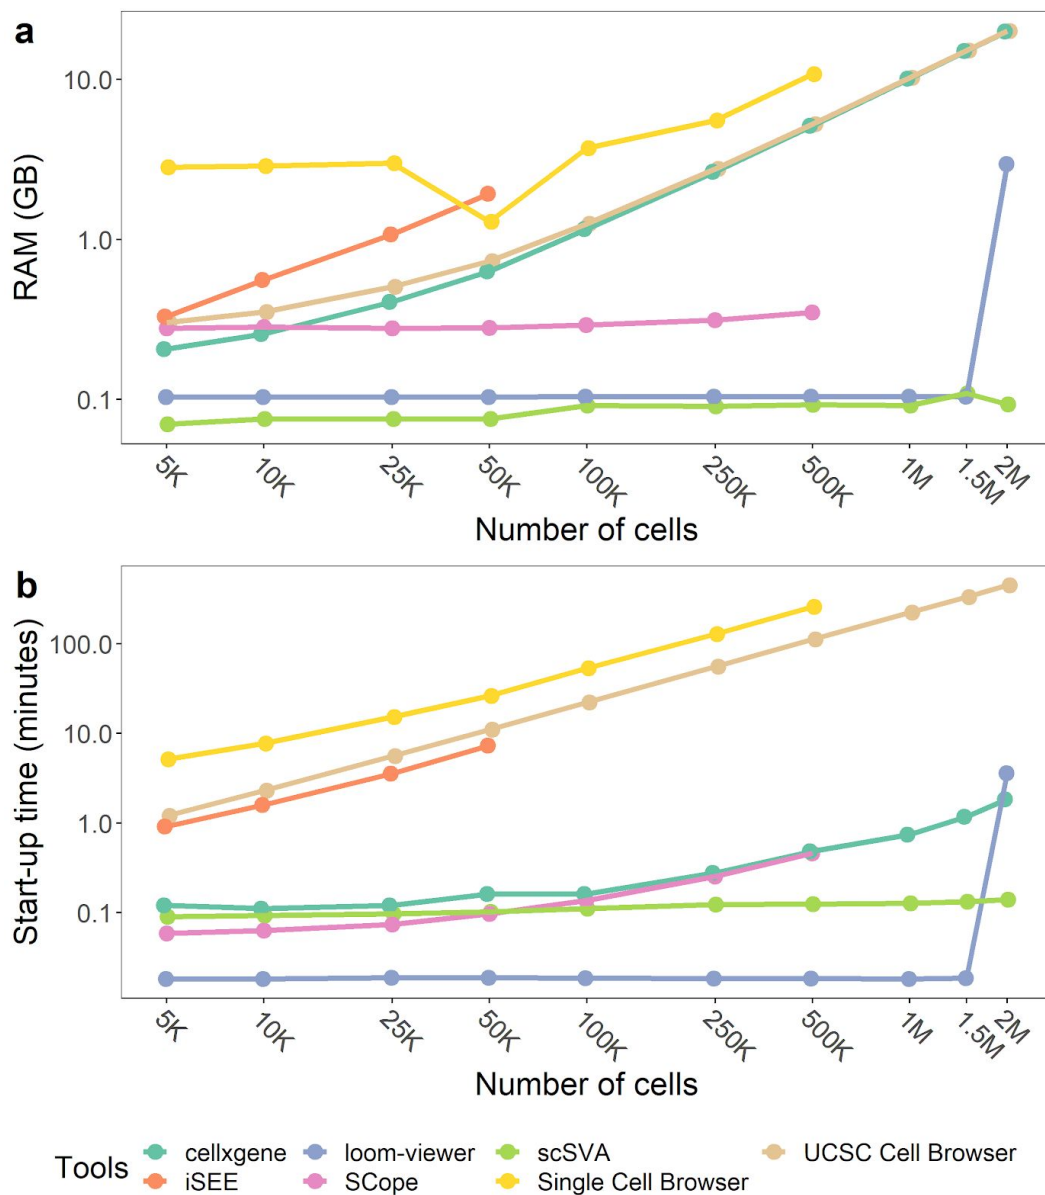 a
RAM (GB)
10.0
1.0
0.1
5K 10K 25K 50K 100K 250K 500K 1M 1.5M 2M
Number of cells
b
Start-up time (minutes)
100.0
10.0
1.0
0.1
5K 10K 25K 50K 100K 250K 500K 1M 1.5M 2M
Number of cells
Tools
cellxgene loom-viewer scSVA UCSC Cell Browser
iSEE SCope Single Cell Browser